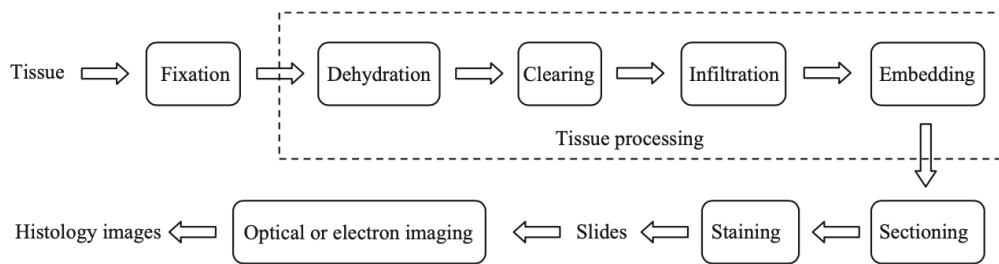 Tissue
Fixation
Dehydration
Clearing
Infiltration
Embedding
Tissue processing
Histology images
Optical or electron imaging
Slides
Staining
Sectioning